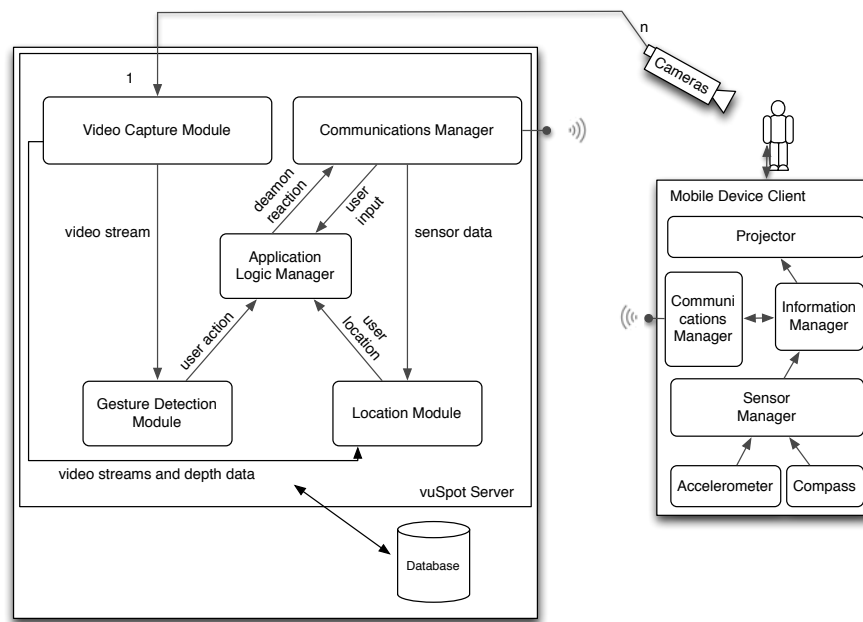 n
Cameras
1
Video Capture Module
Communications Manager
deamon
reaction
user
input
video stream
sensor data
Application
Logic Manager
user action
user
location
Gesture Detection
Module
Location Module
video streams and depth data
vuSpot Server
Database
Mobile Device Client
Projector
Communi
cations
Manager
Information
Manager
Sensor
Manager
Accelerometer
Compass